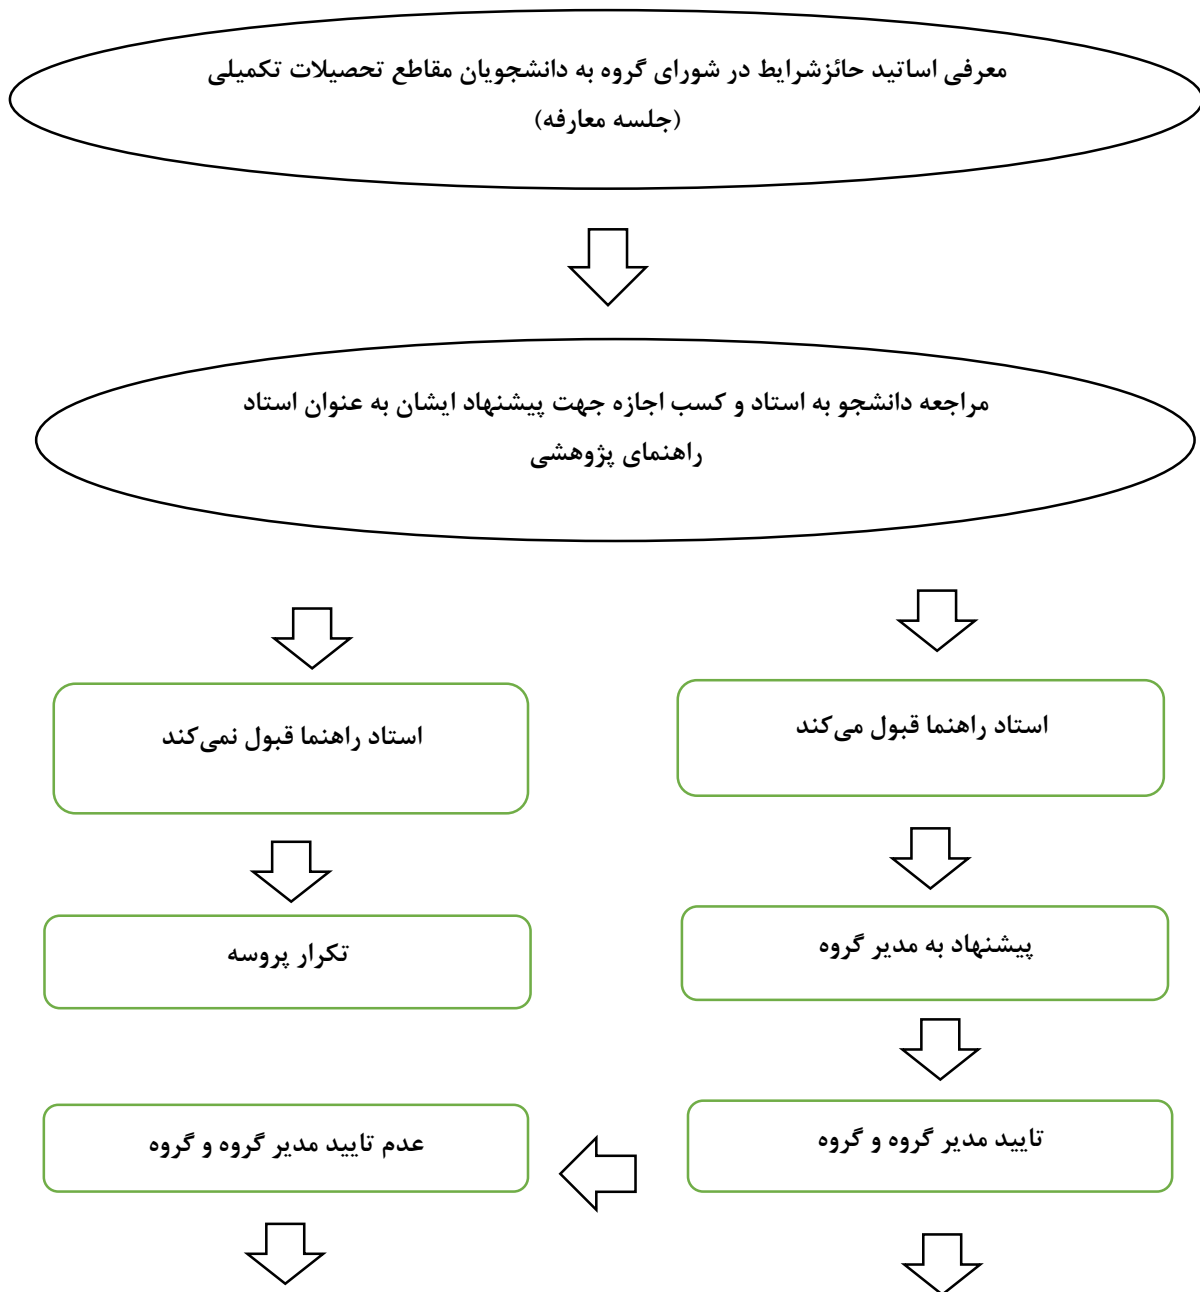 معرفی اساتید حائزشرایط در شورای گروه به دانشجویان مقاطع تحصیلات تکمیلی
(جلسه معارفه)
مراجعه دانشجو به استاد و کسب اجازه جهت پیشنهاد ایشان به عنوان استاد
راهنمای پژوهشی
استاد راهنما قبول می‌کند
استاد راهنما قبول نمی‌کند
پیشنهاد به مدیر گروه
تکرار پروسه
تایید مدیر گروه و گروه
عدم تایید مدیر گروه و گروه